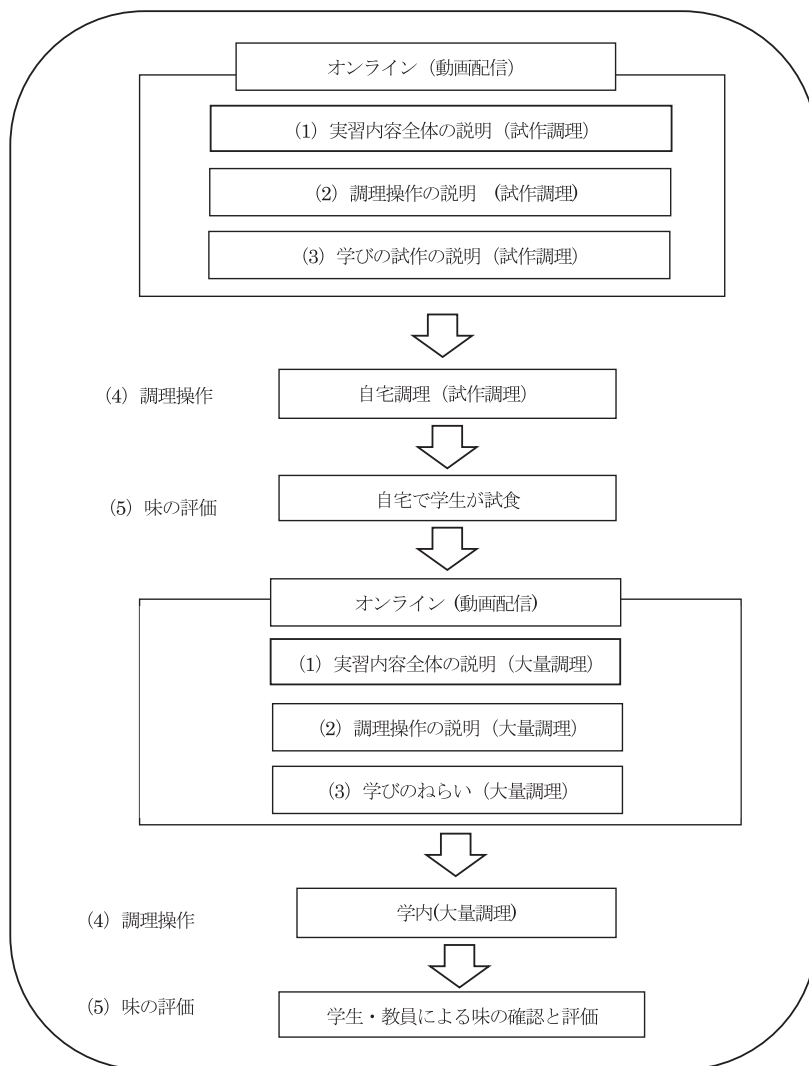 オンライン（動画配信）
（1）実習内容全体の説明（試作調理）
（2）調理操作の説明　（試作調理）
（3）学びの試作の説明（試作調理）
（4）調理操作
自宅調理（試作調理）
（5）味の評価
自宅で学生が試食
オンライン（動画配信）
（1）実習内容全体の説明（大量調理）
（2）調理操作の説明（大量調理）
（3）学びのねらい（大量調理）
（4）調理操作
学内(大量調理)
（5）味の評価
学生・教員による味の確認と評価